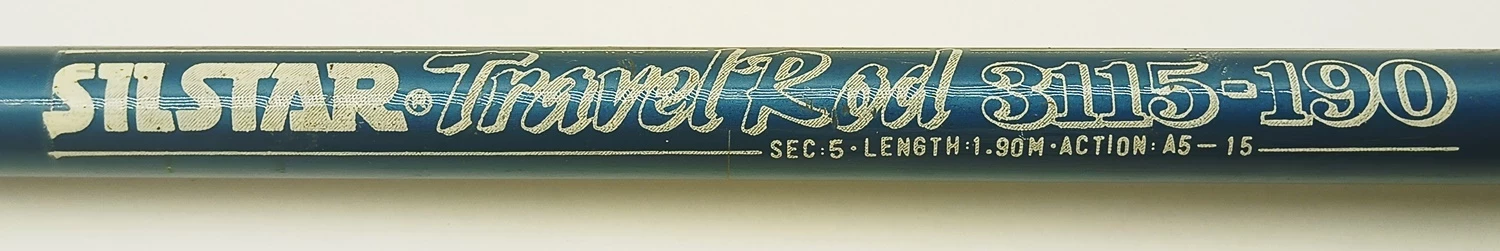 SILSTAR® Travel Rod 3115-190
SEC:5·LENGTH:1.90M·ACTION:A5-15